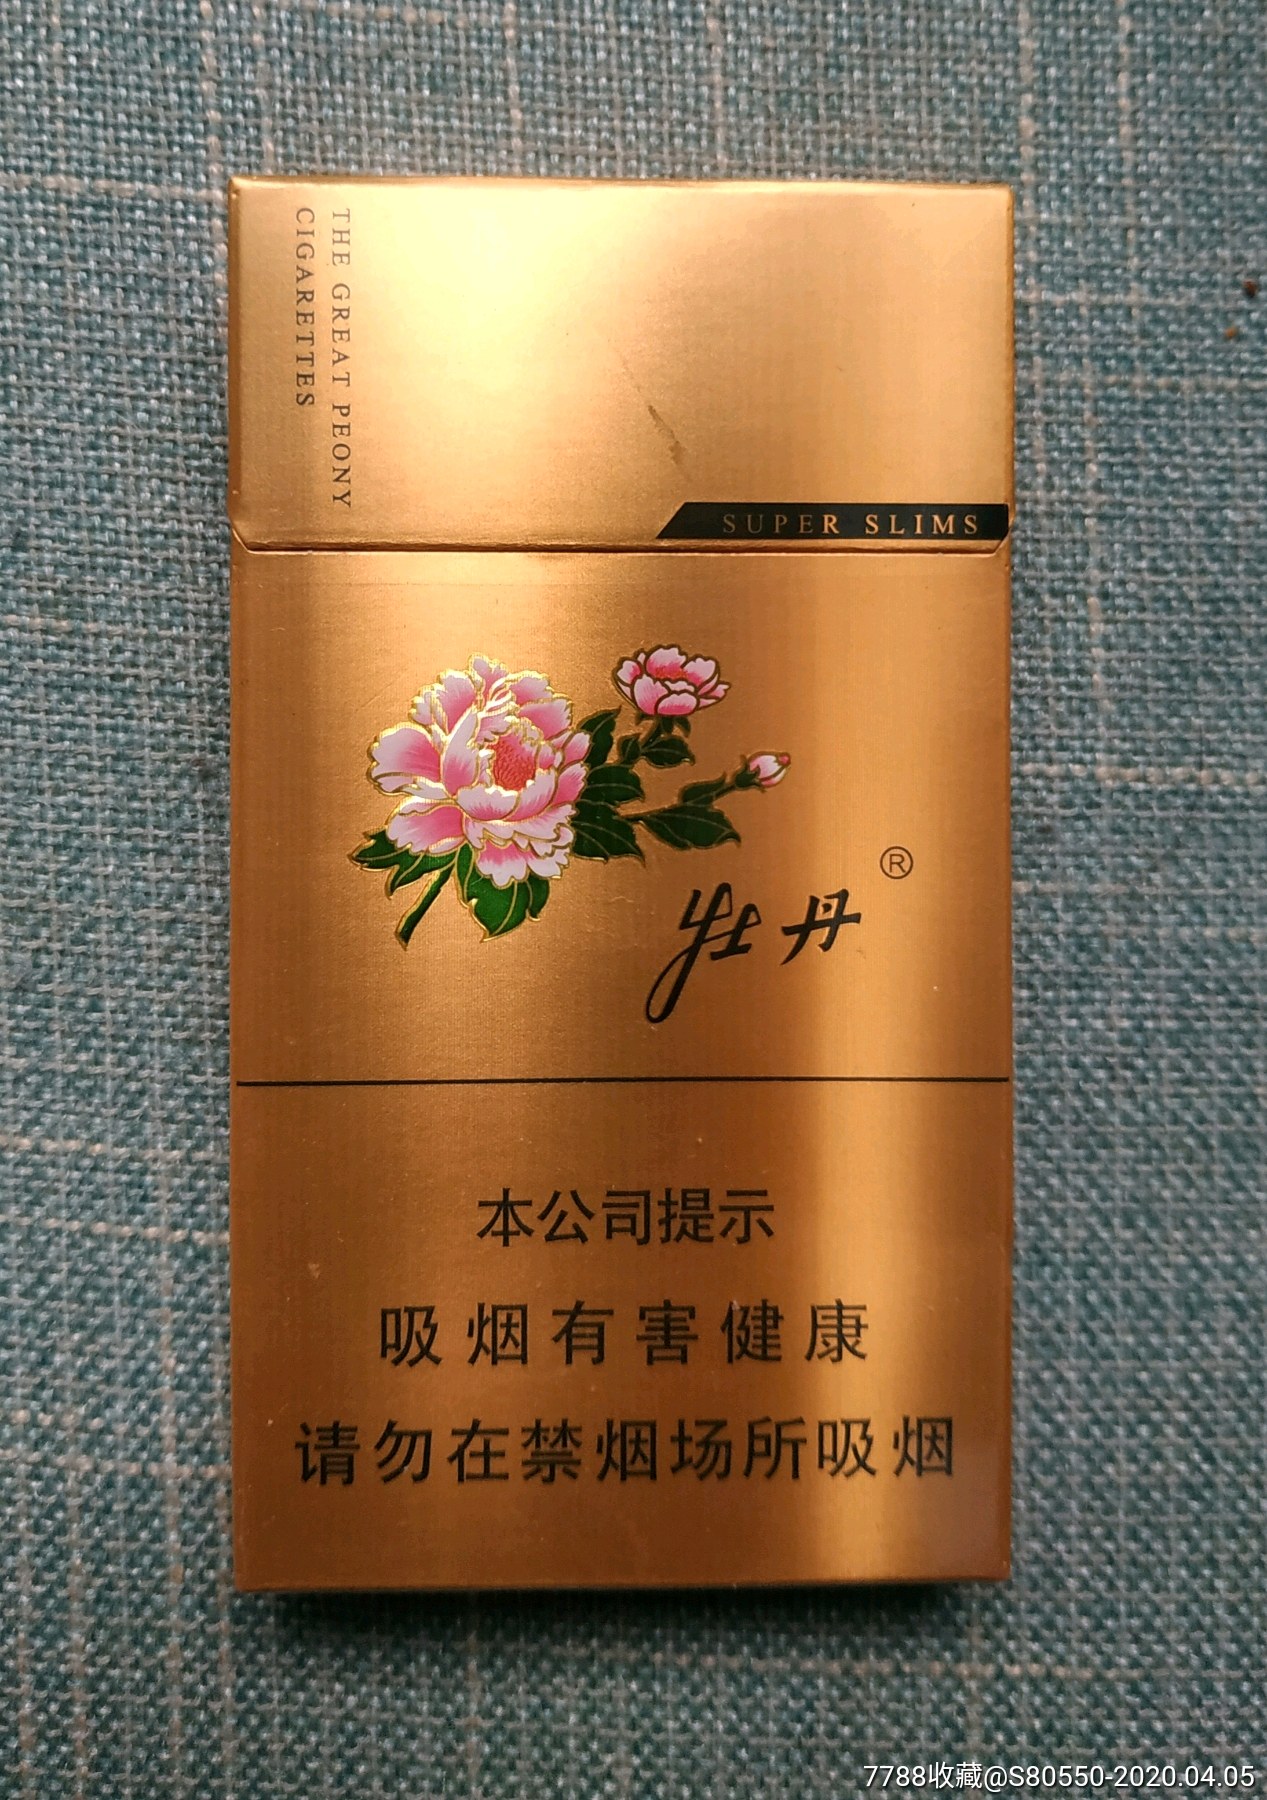 THE GREAT PEONY
CIGARETTES
SUPER SLIMS
®
牡丹
本公司提示
吸烟有害健康
请勿在禁烟场所吸烟
7788收藏@S80550-2020.04.05